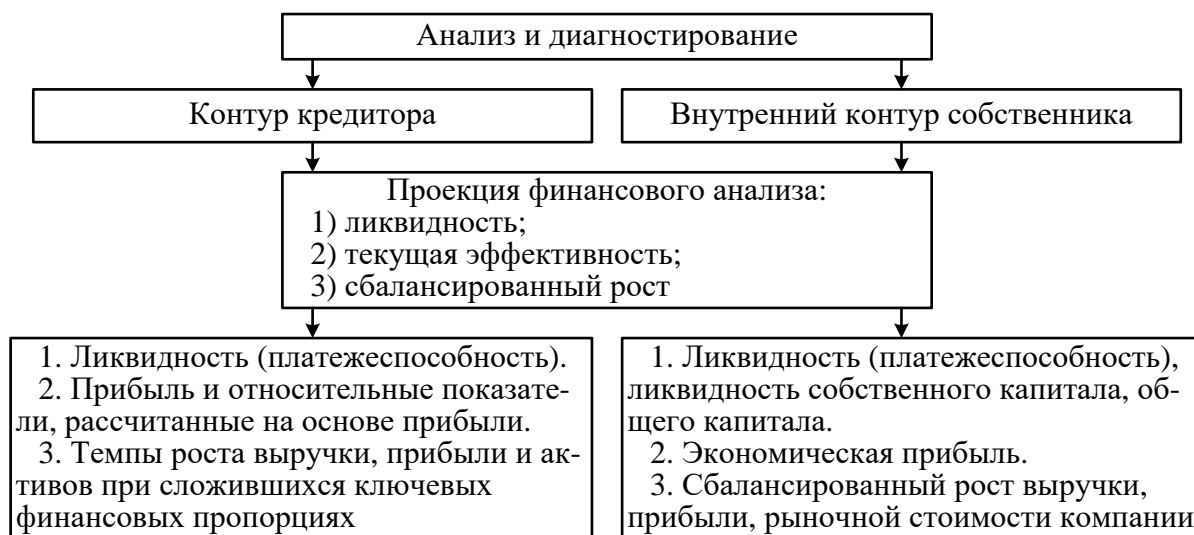 Анализ и диагностирование
Контур кредитора
Внутренний контур собственника
Проекция финансового анализа:
1) ликвидность;
2) текущая эффективность;
3) сбалансированный рост
1. Ликвидность (платежеспособность).
2. Прибыль и относительные показате-
ли, рассчитанные на основе прибыли.
3. Темпы роста выручки, прибыли и ак-
тивов при сложившихся ключевых
финансовых пропорциях
1. Ликвидность (платежеспособность),
ликвидность собственного капитала, об-
щего капитала.
2. Экономическая прибыль.
3. Сбалансированный рост выручки,
прибыли, рыночной стоимости компании